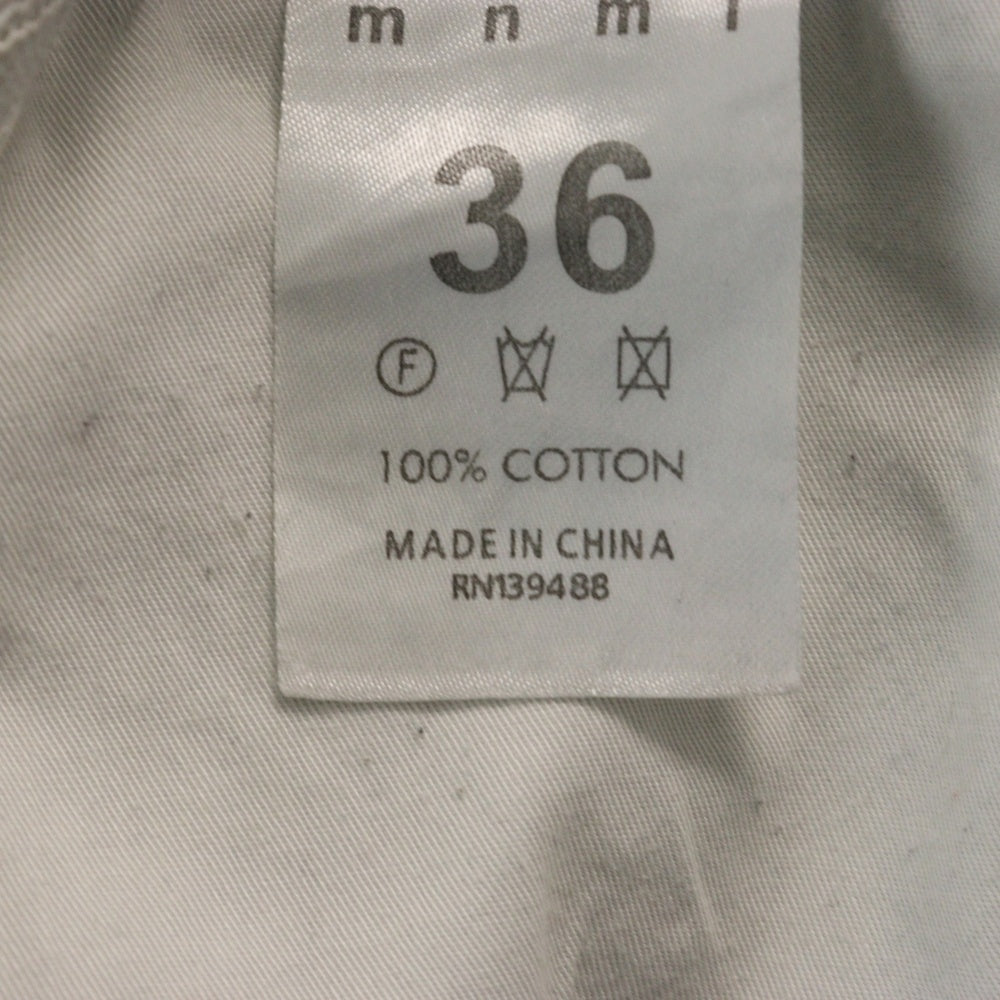 m n m l
36
F
100% COTTON
MADE IN CHINA
RN139488